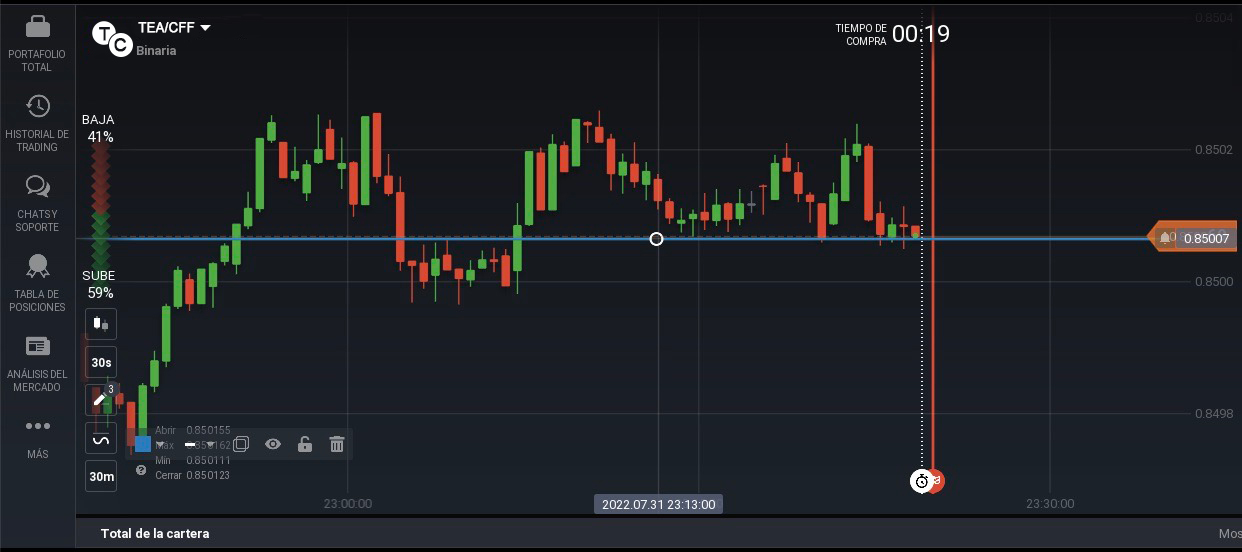 PORTAFOLIO
TOTAL
HISTORIAL DE
TRADING
CHATS Y
SOPORTE
TABLA DE
POSICIONES
ANÁLISIS DEL
MERCADO
MÁS
T
C
TEA/CFF
Binaria
TIEMPO DE
COMPRA
00:19
BAJA
41%
SUBE
59%
30s
3
30m
Abrir 0.850155
Máx 0.850162
Mín 0.850111
Cerrar 0.850123
0.8504
0.8502
0.85007
0.8500
0.8498
23:00:00
2022.07.31 23:13:00
23:30:00
Total de la cartera
Mos